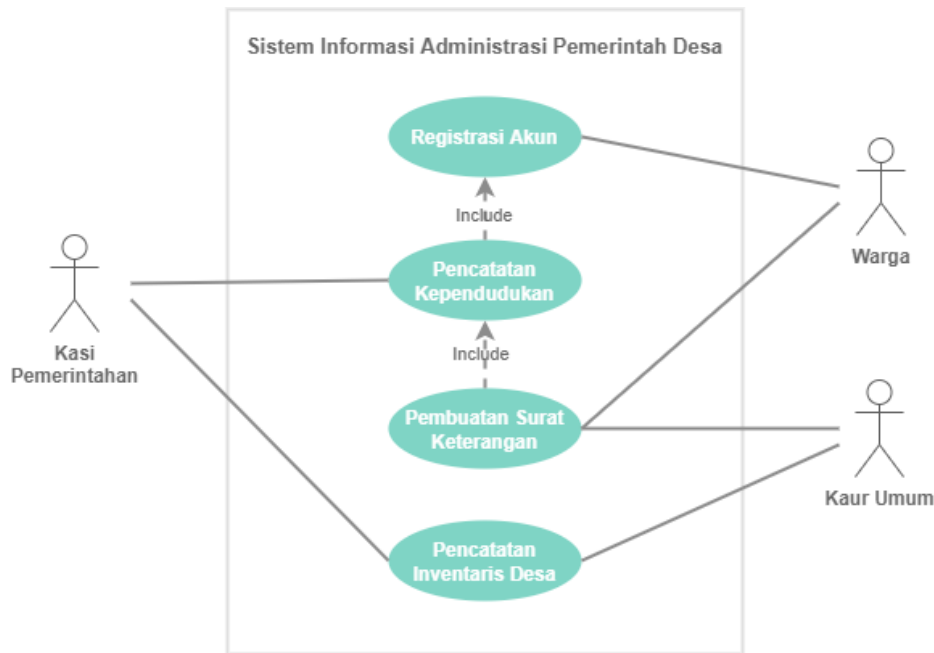 Sistem Informasi Administrasi Pemerintah Desa
Registrasi Akun
Include
Warga
Pencatatan
Kependudukan
Kasi
Pemerintahan
Include
Pembuatan Surat
Keterangan
Kaur Umum
Pencatatan
Inventaris Desa